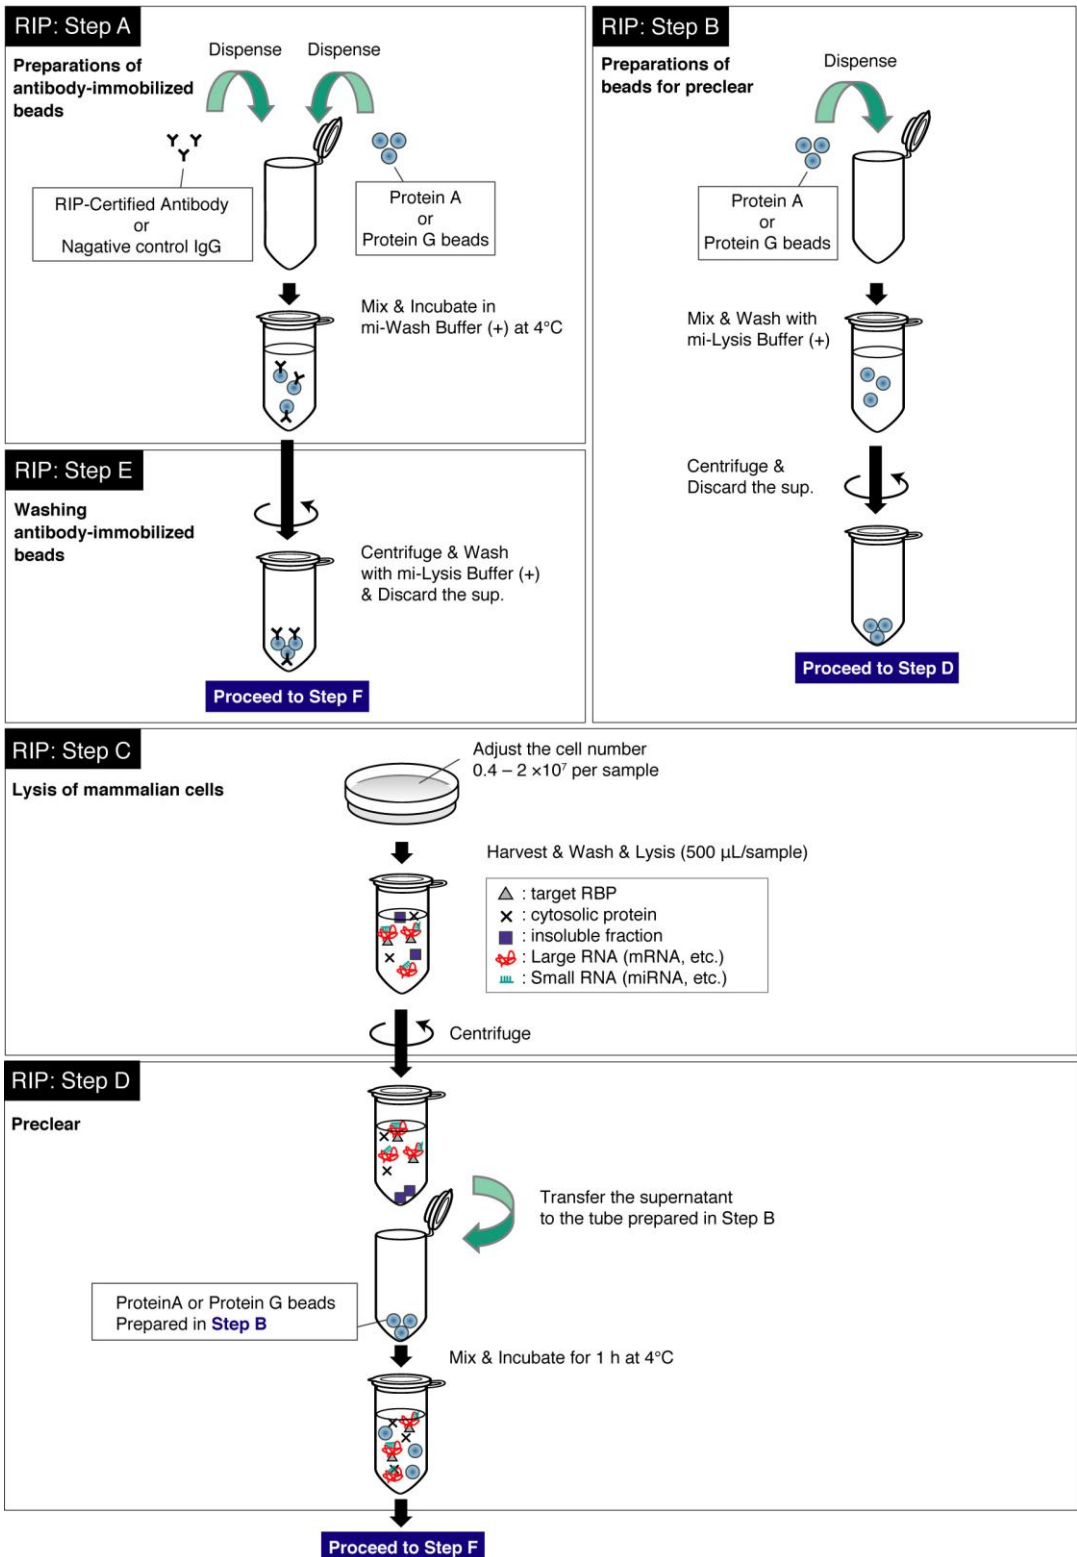 RIP: Step A
Preparations of
antibody-immobilized
beads
Dispense
Dispense
RIP-Certified Antibody
or
Nagative control IgG
Protein A
or
Protein G beads
Mix & Incubate in
mi-Wash Buffer (+) at 4°C
RIP: Step E
Washing
antibody-immobilized
beads
Centrifuge & Wash
with mi-Lysis Buffer (+)
& Discard the sup.
Proceed to Step F
RIP: Step B
Preparations of
beads for preclear
Dispense
Protein A
or
Protein G beads
Mix & Wash with
mi-Lysis Buffer (+)
Centrifuge &
Discard the sup.
Proceed to Step D
RIP: Step C
Lysis of mammalian cells
Adjust the cell number
0.4 – 2 ×10⁷ per sample
Harvest & Wash & Lysis (500 µL/sample)
: target RBP
: cytosolic protein
: insoluble fraction
: Large RNA (mRNA, etc.)
: Small RNA (miRNA, etc.)
Centrifuge
RIP: Step D
Preclear
Transfer the supernatant
to the tube prepared in Step B
ProteinA or Protein G beads
Prepared in Step B
Mix & Incubate for 1 h at 4°C
Proceed to Step F